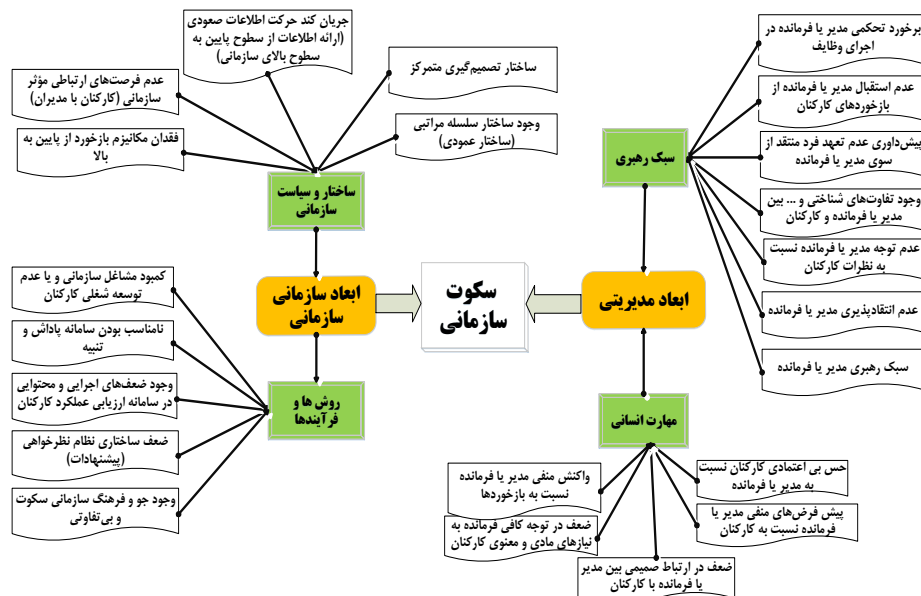 برخورد تحکمی مدیر یا فرمانده در
اجرای وظایف
عدم استقبال مدیر یا فرمانده از
بازخوردهای کارکنان
پیش‌داوری عدم تعهد فرد منتقد از
سوی مدیر یا فرمانده
وجود تفاوت‌های شناختی و ... بین
مدیر یا فرمانده و کارکنان
عدم توجه مدیر یا فرمانده نسبت
به نظرات کارکنان
عدم انتقادپذیری مدیر یا فرمانده
سبک رهبری مدیر یا فرمانده
سبک رهبری
ابعاد مدیریتی
مهارت انسانی
حس بی اعتمادی کارکنان نسبت
به مدیر یا فرمانده
پیش فرض‌های منفی مدیر یا
فرمانده نسبت به کارکنان
ضعف در ارتباط صمیمی بین مدیر
یا فرمانده با کارکنان
واکنش منفی مدیر یا فرمانده
نسبت به بازخوردها
ضعف در توجه کافی فرمانده به
نیازهای مادی و معنوی کارکنان
سکوت
سازمانی
جریان کند حرکت اطلاعات صعودی
(ارائه اطلاعات از سطوح پایین به
سطوح بالای سازمانی)
ساختار تصمیم‌گیری متمرکز
وجود ساختار سلسله مراتبی
(ساختار عمودی)
عدم فرصت‌های ارتباطی مؤثر
سازمانی (کارکنان با مدیران)
فقدان مکانیزم بازخورد از پایین به
بالا
ساختار و سیاست
سازمانی
ابعاد سازمانی
سازمانی
روش ها و
فرآیندها
کمبود مشاغل سازمانی و یا عدم
توسعه شغلی کارکنان
نامناسب بودن سامانه پاداش و
تنبیه
وجود ضعف‌های اجرایی و محتوایی
در سامانه ارزیابی عملکرد کارکنان
ضعف ساختاری نظام نظرخواهی
(پیشنهادات)
وجود جو و فرهنگ سازمانی سکوت
و بی‌تفاوتی